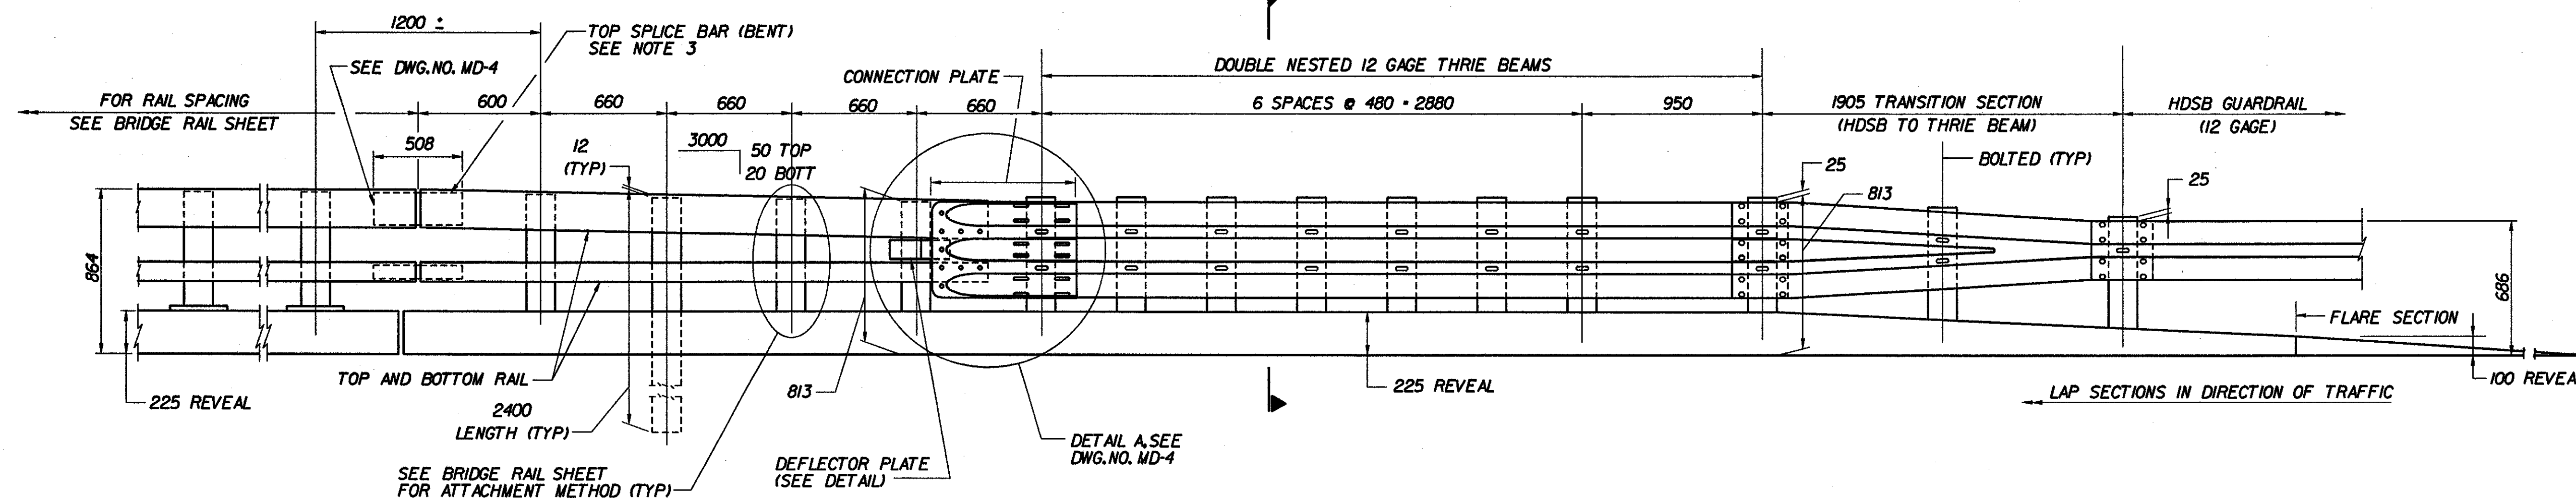 1200 ±
TOP SPLICE BAR (BENT)
SEE NOTE 3
SEE DWG.NO. MD-4
CONNECTION PLATE
DOUBLE NESTED 12 GAGE THRIE BEAMS
FOR RAIL SPACING
SEE BRIDGE RAIL SHEET
600
660
660
660
660
6 SPACES @ 480 = 2880
950
1905 TRANSITION SECTION
(HDSB TO THRIE BEAM)
HDSB GUARDRAIL
(12 GAGE)
508
12
(TYP)
3000
50 TOP
20 BOTT
BOLTED (TYP)
25
813
25
864
686
FLARE SECTION
TOP AND BOTTOM RAIL
813
225 REVEAL
225 REVEAL
100 REVEA
LAP SECTIONS IN DIRECTION OF TRAFFIC
2400
LENGTH (TYP)
DETAIL A,SEE
DWG.NO. MD-4
DEFLECTOR PLATE
(SEE DETAIL)
SEE BRIDGE RAIL SHEET
FOR ATTACHMENT METHOD (TYP)